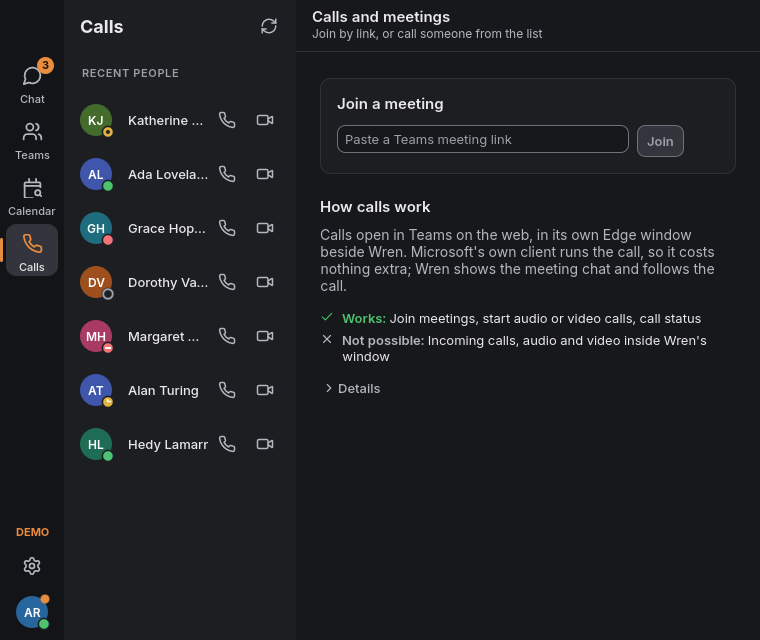 3
Chat
Teams
Calendar
Calls
DEMO
AR
Calls
RECENT PEOPLE
KJ Katherine ...
AL Ada Lovela...
GH Grace Hop...
DV Dorothy Va...
MH Margaret ...
AT Alan Turing
HL Hedy Lamarr
Calls and meetings
Join by link, or call someone from the list
Join a meeting
Paste a Teams meeting link
Join
How calls work
Calls open in Teams on the web, in its own Edge window
beside Wren. Microsoft's own client runs the call, so it costs
nothing extra; Wren shows the meeting chat and follows the
call.
Works: Join meetings, start audio or video calls, call status
Not possible: Incoming calls, audio and video inside Wren's
window
Details